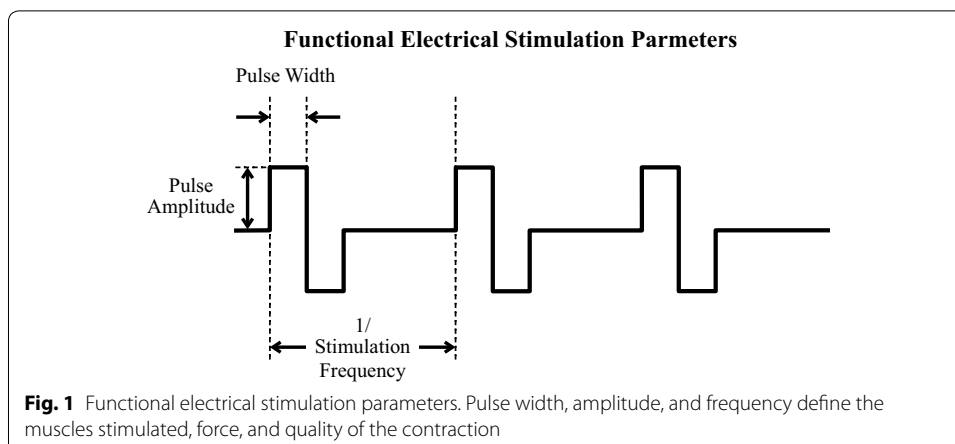 Functional Electrical Stimulation Parmeters
Pulse Width
Pulse
Amplitude
1/
Stimulation
Frequency
Fig. 1 Functional electrical stimulation parameters. Pulse width, amplitude, and frequency define the
muscles stimulated, force, and quality of the contraction